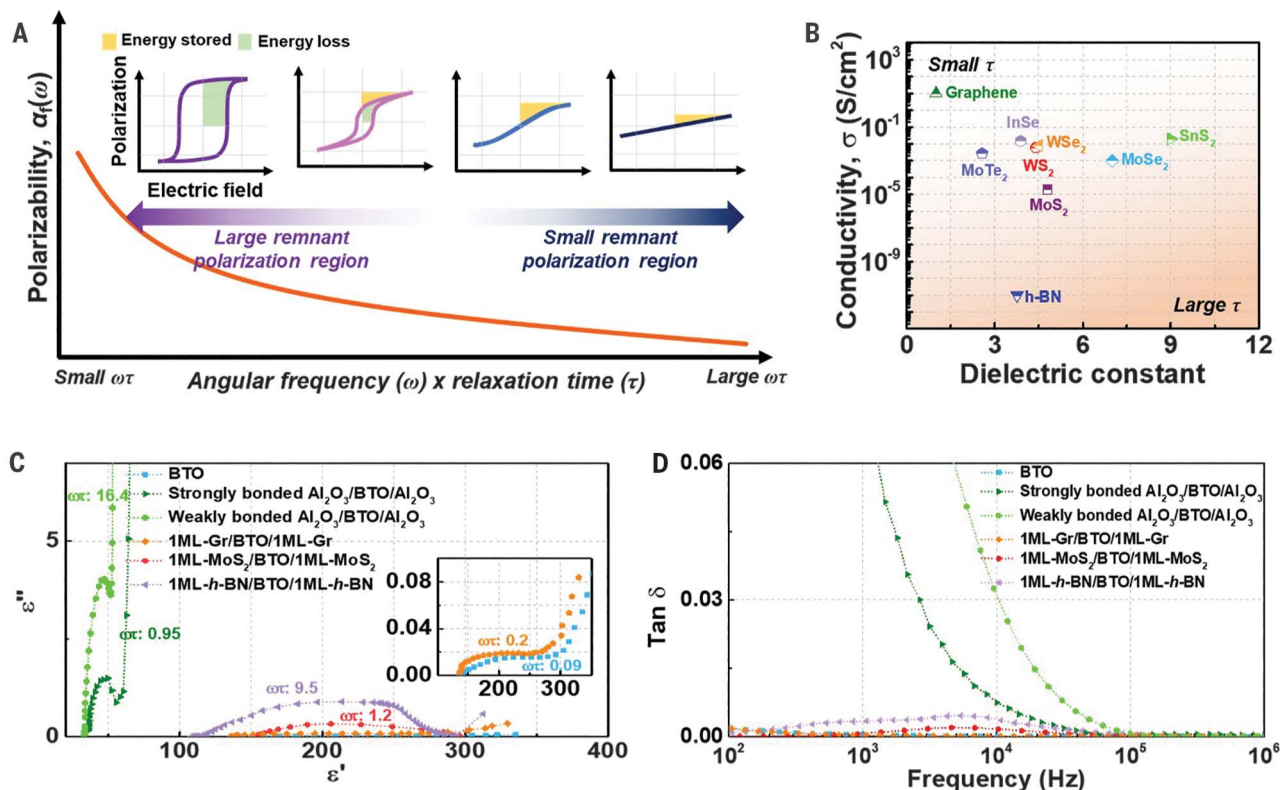 A
Polarizability, αf(ω)
Energy stored
Energy loss
Polarization
Electric field
Large remnant
polarization region
Small remnant
polarization region
Small ωτ
Angular frequency (ω) x relaxation time (τ)
Large ωτ
B
Conductivity, σ (S/cm²)
10³
10⁻¹
10⁻⁵
10⁻⁹
Small τ
Graphene
InSe
WSe₂
SnS₂
MoTe₂
WS₂
MoSe₂
MoS₂
h-BN
Large τ
0 3 6 9 12
Dielectric constant
C
ε''
5
0
BTO
Strongly bonded Al₂O₃/BTO/Al₂O₃
Weakly bonded Al₂O₃/BTO/Al₂O₃
1ML-Gr/BTO/1ML-Gr
1ML-MoS₂/BTO/1ML-MoS₂
1ML-h-BN/BTO/1ML-h-BN
ωτ: 16.4
ωτ: 0.95
ωτ: 9.5
ωτ: 1.2
0.08
0.04
0.00
ωτ: 0.2
ωτ: 0.09
200 300
100 200 300 400
ε'
D
Tan δ
0.06
0.03
0.00
BTO
Strongly bonded Al₂O₃/BTO/Al₂O₃
Weakly bonded Al₂O₃/BTO/Al₂O₃
1ML-Gr/BTO/1ML-Gr
1ML-MoS₂/BTO/1ML-MoS₂
1ML-h-BN/BTO/1ML-h-BN
10² 10³ 10⁴ 10⁵ 10⁶
Frequency (Hz)